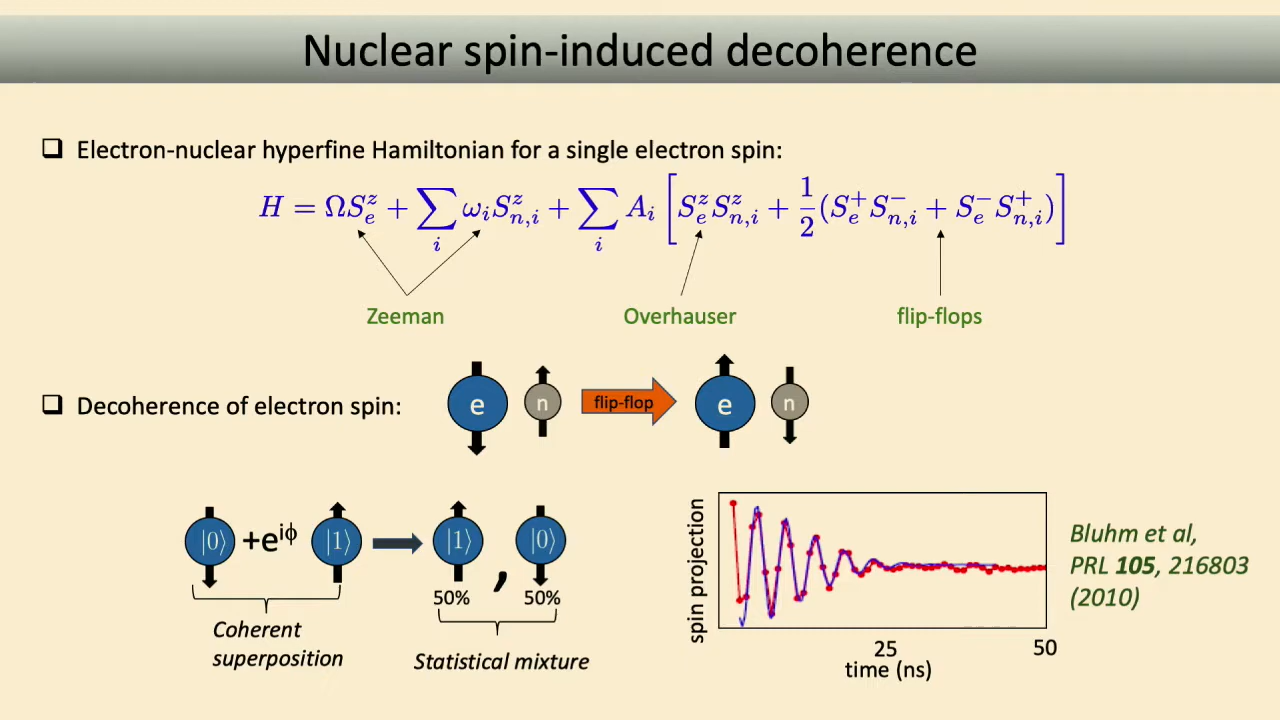 Nuclear spin-induced decoherence
❑ Electron-nuclear hyperfine Hamiltonian for a single electron spin:
H = ΩS_e^z + ∑_i ω_i S_{n,i}^z + ∑_i A_i [ S_e^z S_{n,i}^z + 1/2 (S_e^+ S_{n,i}^- + S_e^- S_{n,i}^+) ]
Zeeman
Overhauser
flip-flops
❑ Decoherence of electron spin:
e n flip-flop e n
|0⟩ +e^{iϕ} |1⟩ |1⟩ , |0⟩
50% 50%
Coherent
superposition
Statistical mixture
spin projection
25 50
time (ns)
Bluhm et al,
PRL 105, 216803
(2010)